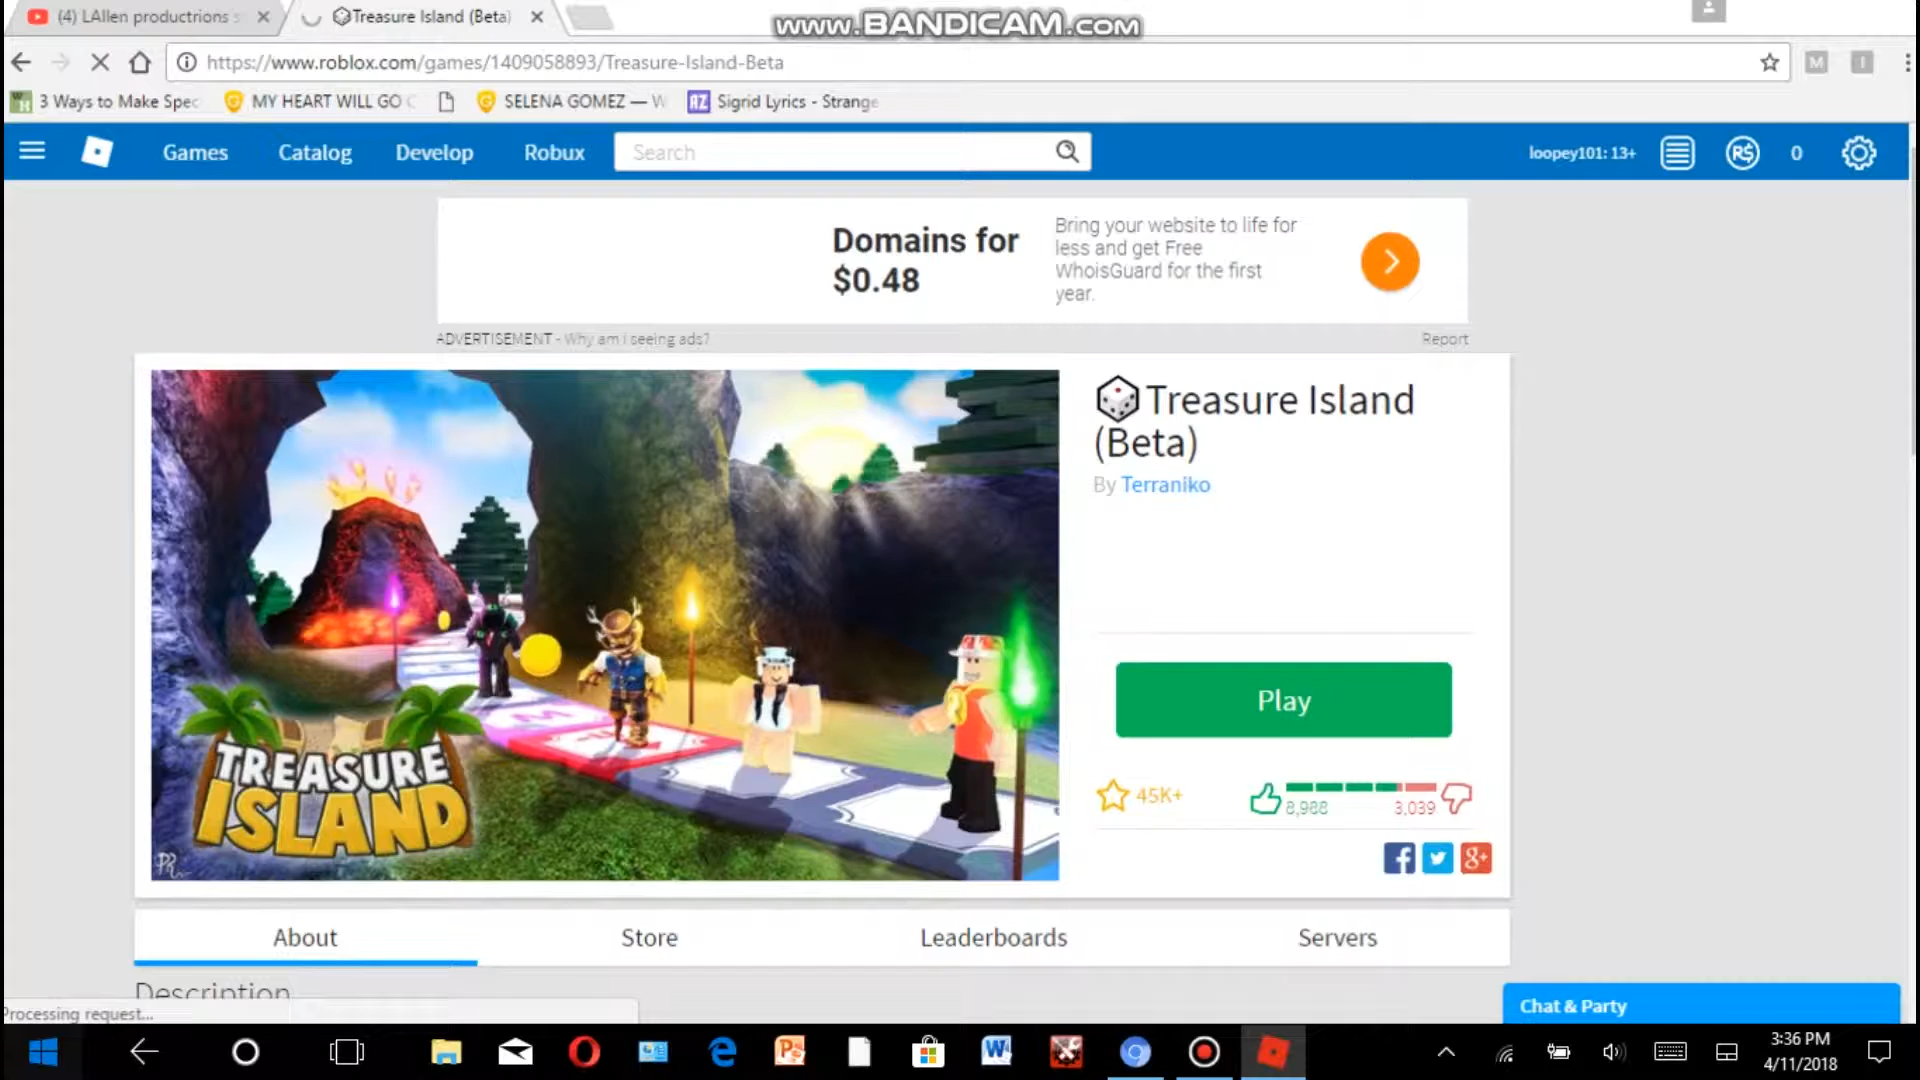 (4) LAllen productrions s
Treasure Island (Beta)
www.BANDICAM.com
https://www.roblox.com/games/1409058893/Treasure-Island-Beta
M
I
3 Ways to Make Spec
MY HEART WILL GO C
SELENA GOMEZ — W
AZ Sigrid Lyrics - Strange
Games
Catalog
Develop
Robux
Search
loopey101: 13+
R$
0
Domains for
$0.48
Bring your website to life for
less and get Free
WhoisGuard for the first
year.
ADVERTISEMENT - Why am I seeing ads?
Report
Treasure Island
(Beta)
By Terraniko
TREASURE
ISLAND
Play
45K+
8,988
3,039
f
8+
About
Store
Leaderboards
Servers
Description
Processing request...
Chat & Party
3:36 PM
4/11/2018